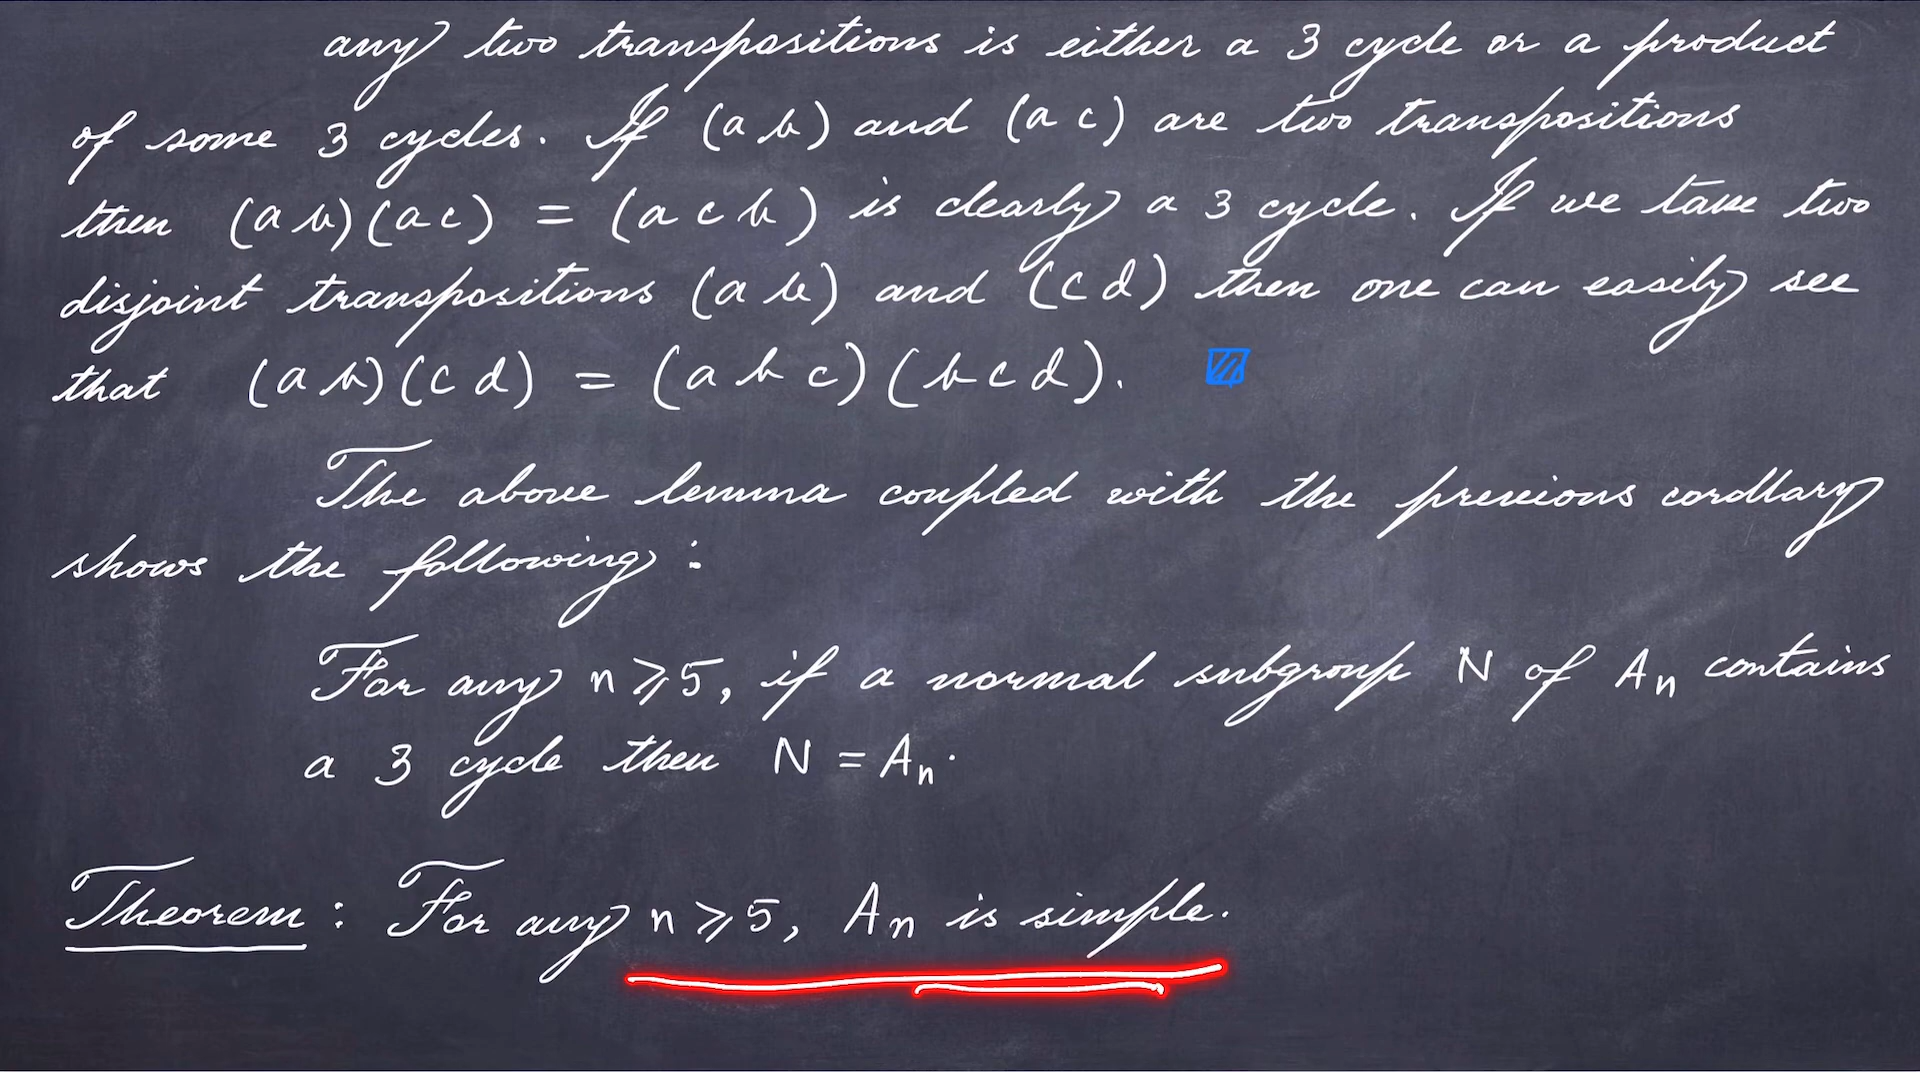 any two transpositions is either a 3 cycle or a product
of some 3 cycles. If (a b) and (a c) are two transpositions
then (a b)(a c) = (a c b) is clearly a 3 cycle. If we take two
disjoint transpositions (a b) and (c d) then one can easily see
that (a b)(c d) = (a b c)(b c d).
The above lemma coupled with the previous corollary
shows the following:
For any n ⩾ 5, if a normal subgroup N of Aₙ contains
a 3 cycle then N = Aₙ.
Theorem: For any n ⩾ 5, Aₙ is simple.